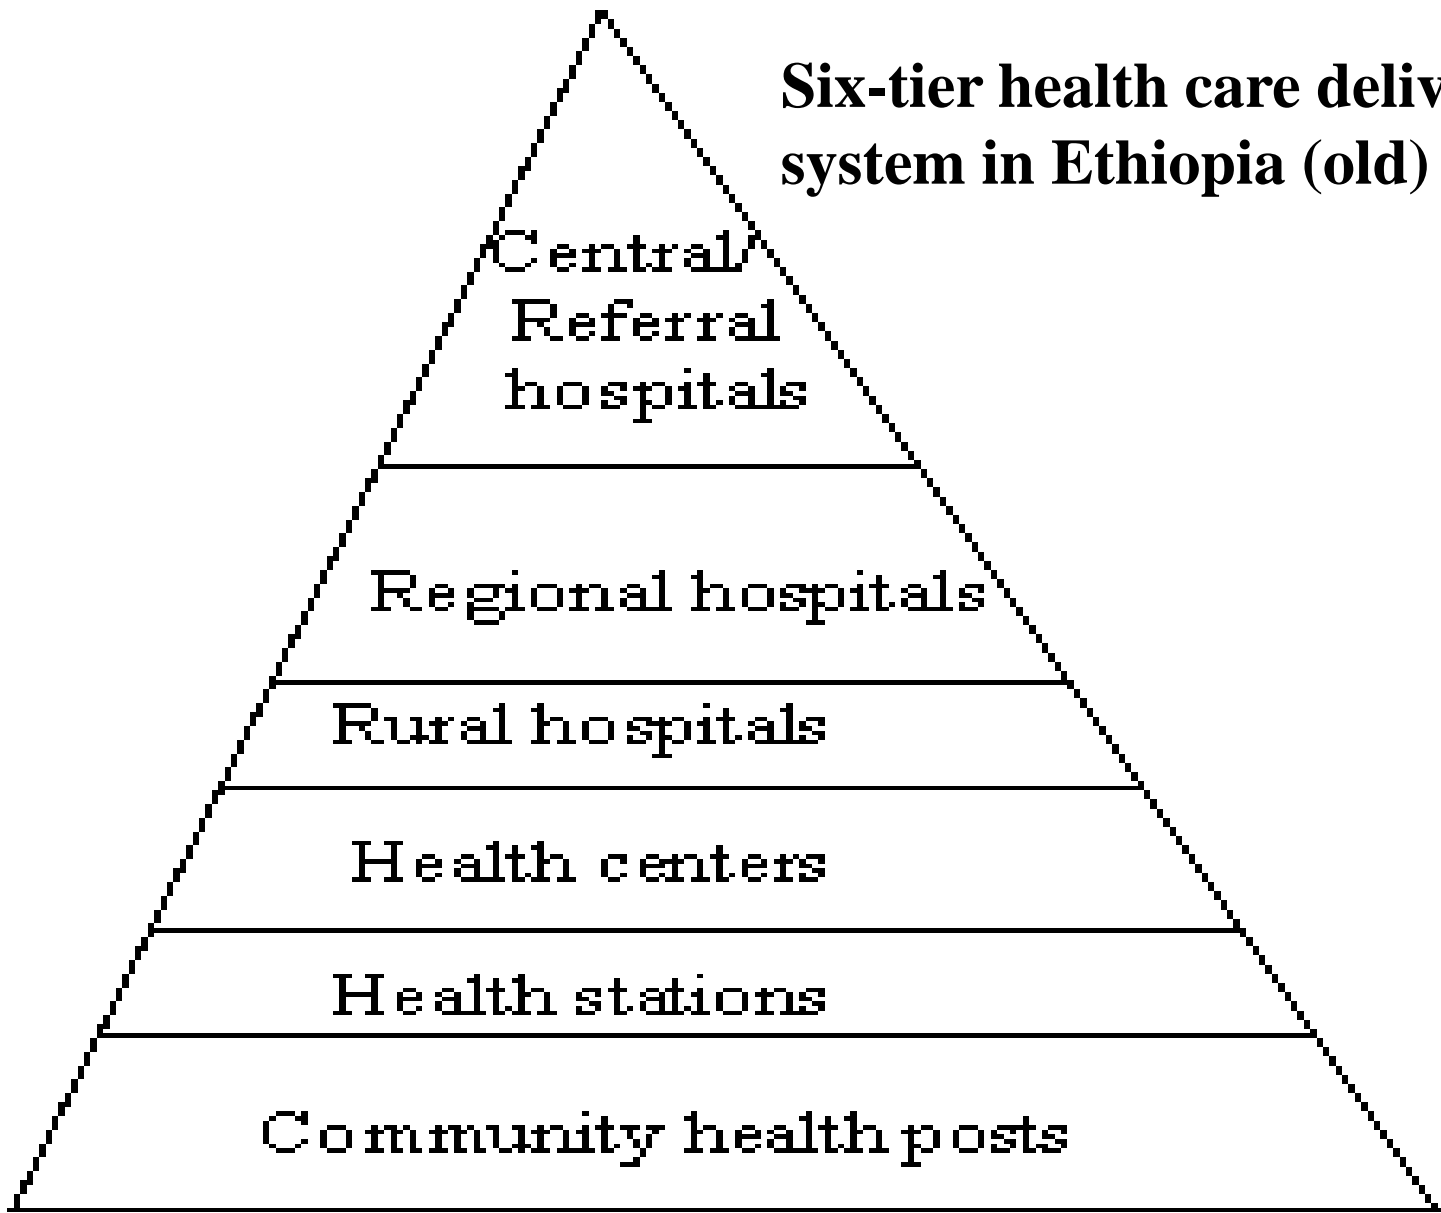 Six-tier health care deliv
system in Ethiopia (old)
Central/
Referral
hospitals
Regional hospitals
Rural hospitals
Health centers
Health stations
Community health posts